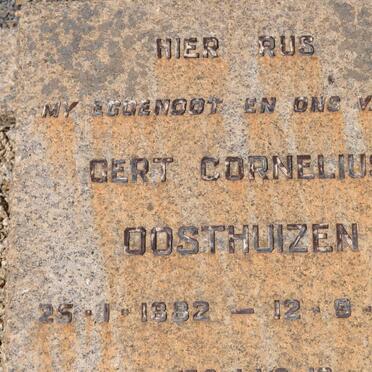 HIER RUS
MY EGGENOOT EN ONS V
GERT CORNELIUS
OOSTHUIZEN
25-1-1882 - 12-9-